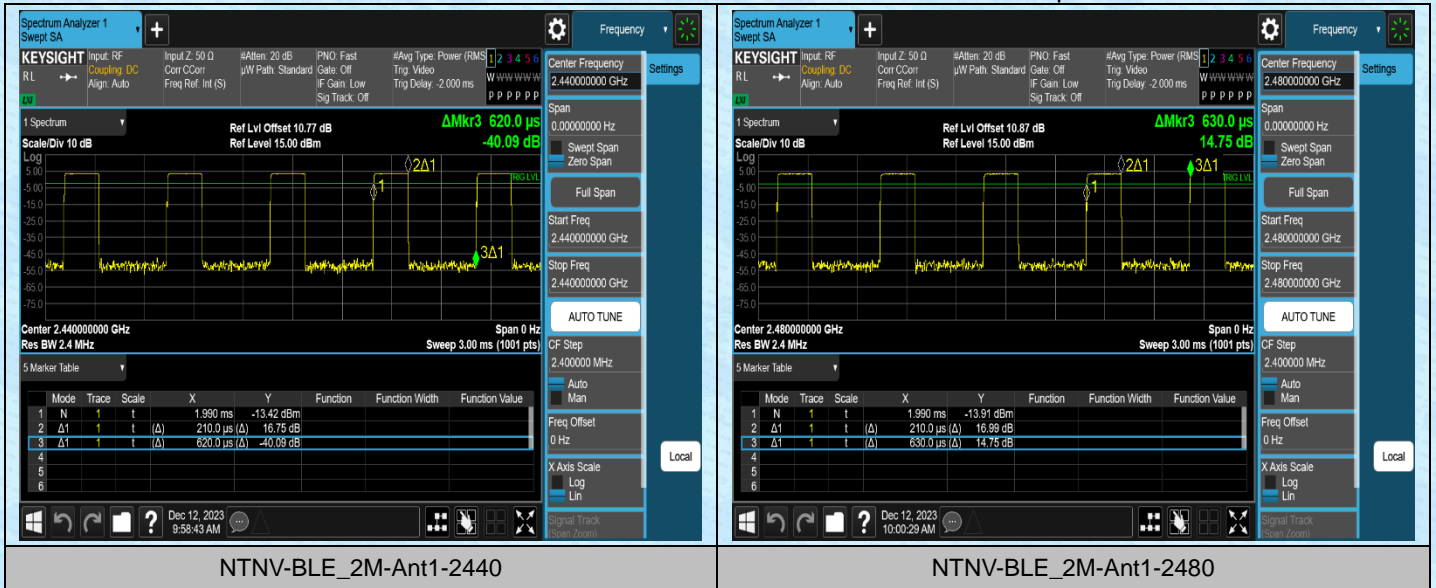 Spectrum Analyzer 1
Swept SA
Frequency
KEYSIGHT Input: RF Input Z: 50 Ω #Atten: 20 dB PNO: Fast #Avg Type: Power (RMS 1 2 3 4 5 6
RL Coupling: DC Corr CCorr µW Path: Standard Gate: Off Trig: Video W W W W W W
Align: Auto Freq Ref: Int (S) IF Gain: Low Trig Delay: -2.000 ms P P P P P P
Sig Track: Off
LXI
Center Frequency
2.440000000 GHz
Settings
Span
0.00000000 Hz
Swept Span
Zero Span
Full Span
Start Freq
2.440000000 GHz
Stop Freq
2.440000000 GHz
AUTO TUNE
CF Step
2.400000 MHz
Auto
Man
Freq Offset
0 Hz
X Axis Scale
Log
Lin
Signal Track
(Span Zoom)
Local
1 Spectrum
Scale/Div 10 dB
Ref Lvl Offset 10.77 dB
Ref Level 15.00 dBm
ΔMkr3 620.0 µs
-40.09 dB
Log
5.00
-5.00
-15.0
-25.0
-35.0
-45.0
-55.0
-65.0
-75.0
1
2Δ1
3Δ1
TRIG LVL
Center 2.440000000 GHz Span 0 Hz
Res BW 2.4 MHz Sweep 3.00 ms (1001 pts)
5 Marker Table
Mode Trace Scale X Y Function Function Width Function Value
1 N 1 t 1.990 ms -13.42 dBm
2 Δ1 1 t (Δ) 210.0 µs (Δ) 16.75 dB
3 Δ1 1 t (Δ) 620.0 µs (Δ) -40.09 dB
4
5
6
Dec 12, 2023
9:58:43 AM
NTNV-BLE_2M-Ant1-2440
Spectrum Analyzer 1
Swept SA
Frequency
KEYSIGHT Input: RF Input Z: 50 Ω #Atten: 20 dB PNO: Fast #Avg Type: Power (RMS 1 2 3 4 5 6
RL Coupling: DC Corr CCorr µW Path: Standard Gate: Off Trig: Video W W W W W W
Align: Auto Freq Ref: Int (S) IF Gain: Low Trig Delay: -2.000 ms P P P P P P
Sig Track: Off
LXI
Center Frequency
2.480000000 GHz
Settings
Span
0.00000000 Hz
Swept Span
Zero Span
Full Span
Start Freq
2.480000000 GHz
Stop Freq
2.480000000 GHz
AUTO TUNE
CF Step
2.400000 MHz
Auto
Man
Freq Offset
0 Hz
X Axis Scale
Log
Lin
Signal Track
(Span Zoom)
Local
1 Spectrum
Scale/Div 10 dB
Ref Lvl Offset 10.87 dB
Ref Level 15.00 dBm
ΔMkr3 630.0 µs
14.75 dB
Log
5.00
-5.00
-15.0
-25.0
-35.0
-45.0
-55.0
-65.0
-75.0
1
2Δ1
3Δ1
TRIG LVL
Center 2.480000000 GHz Span 0 Hz
Res BW 2.4 MHz Sweep 3.00 ms (1001 pts)
5 Marker Table
Mode Trace Scale X Y Function Function Width Function Value
1 N 1 t 1.990 ms -13.91 dBm
2 Δ1 1 t (Δ) 210.0 µs (Δ) 16.99 dB
3 Δ1 1 t (Δ) 630.0 µs (Δ) 14.75 dB
4
5
6
Dec 12, 2023
10:00:29 AM
NTNV-BLE_2M-Ant1-2480